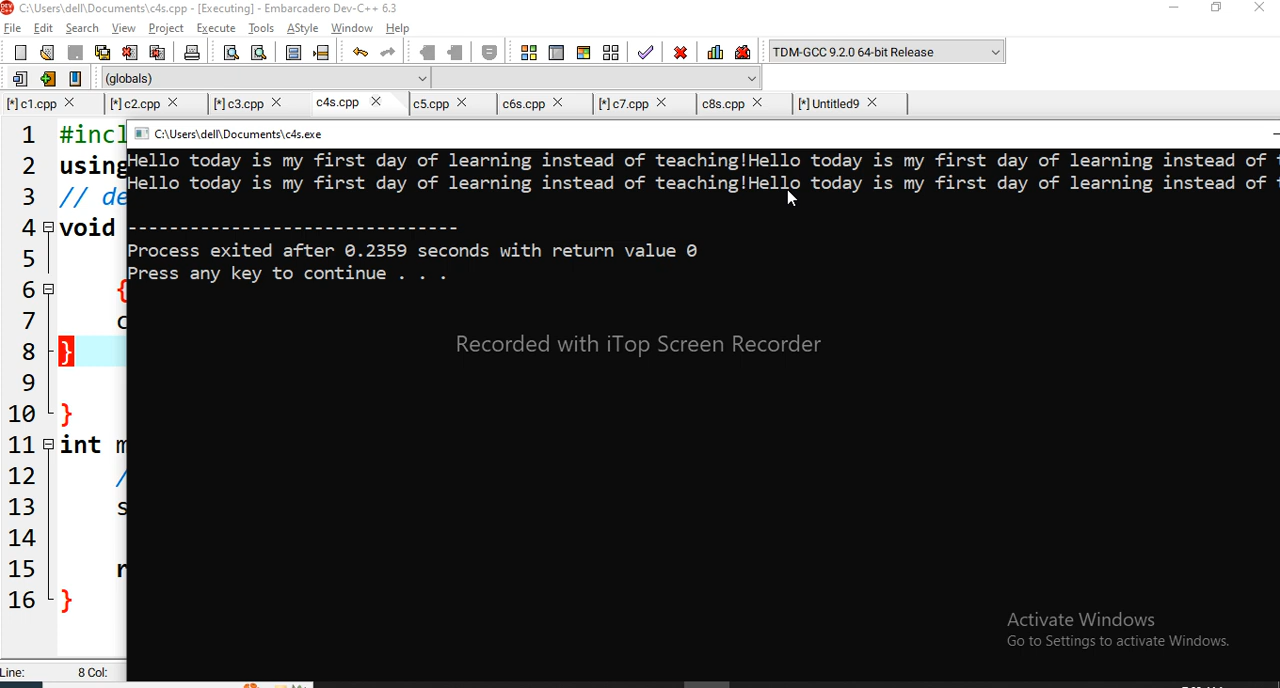 C:\Users\dell\Documents\c4s.cpp - [Executing] - Embarcadero Dev-C++ 6.3
File Edit Search View Project Execute Tools AStyle Window Help
TDM-GCC 9.2.0 64-bit Release
(globals)
[*] c1.cpp [*] c2.cpp [*] c3.cpp c4s.cpp c5.cpp c6s.cpp [*] c7.cpp c8s.cpp [*] Untitled9
C:\Users\dell\Documents\c4s.exe
Hello today is my first day of learning instead of teaching!Hello today is my first day of learning instead of
Hello today is my first day of learning instead of teaching!Hello today is my first day of learning instead of
--------------------------------
Process exited after 0.2359 seconds with return value 0
Press any key to continue . . .
1 #incl
2 using
3 // de
4 void
5
6 {
7 c
8 }
9
10 }
11 int m
12 /
13 s
14
15 r
16 }
Recorded with iTop Screen Recorder
Activate Windows
Go to Settings to activate Windows.
Line: 8 Col: